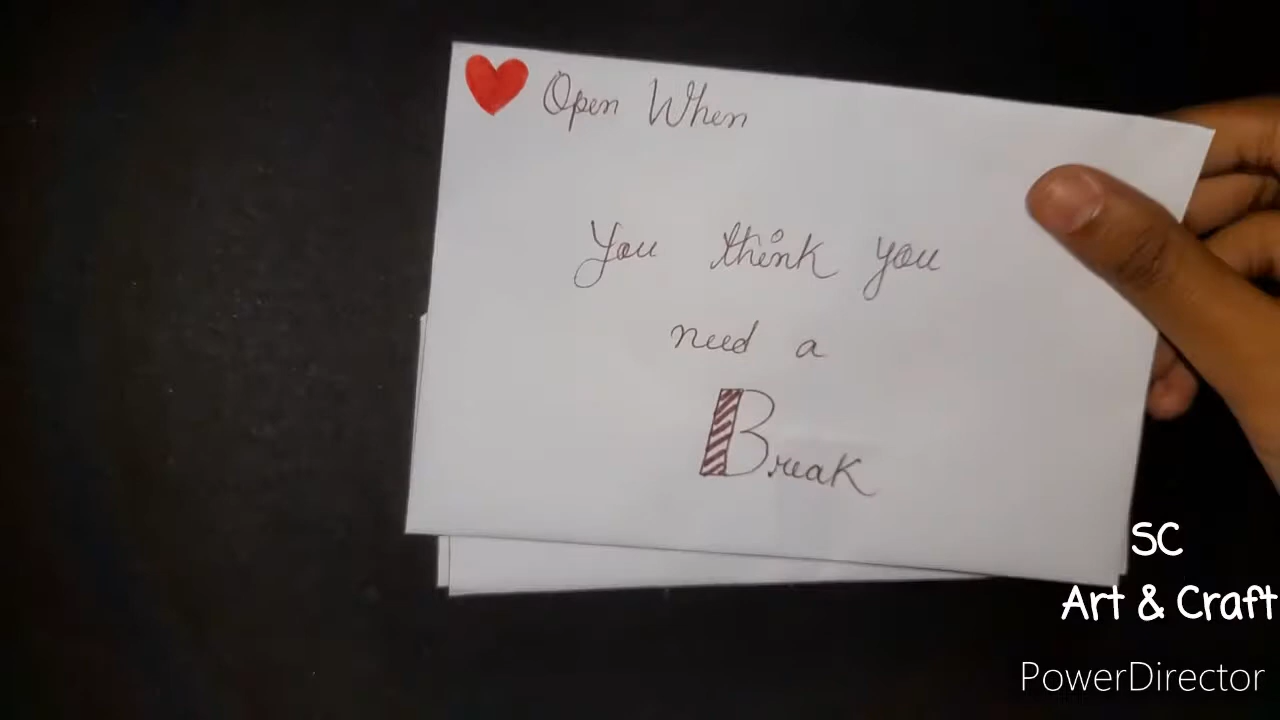 Open When
You think you
need a
Break
SC
Art & Craft
PowerDirector